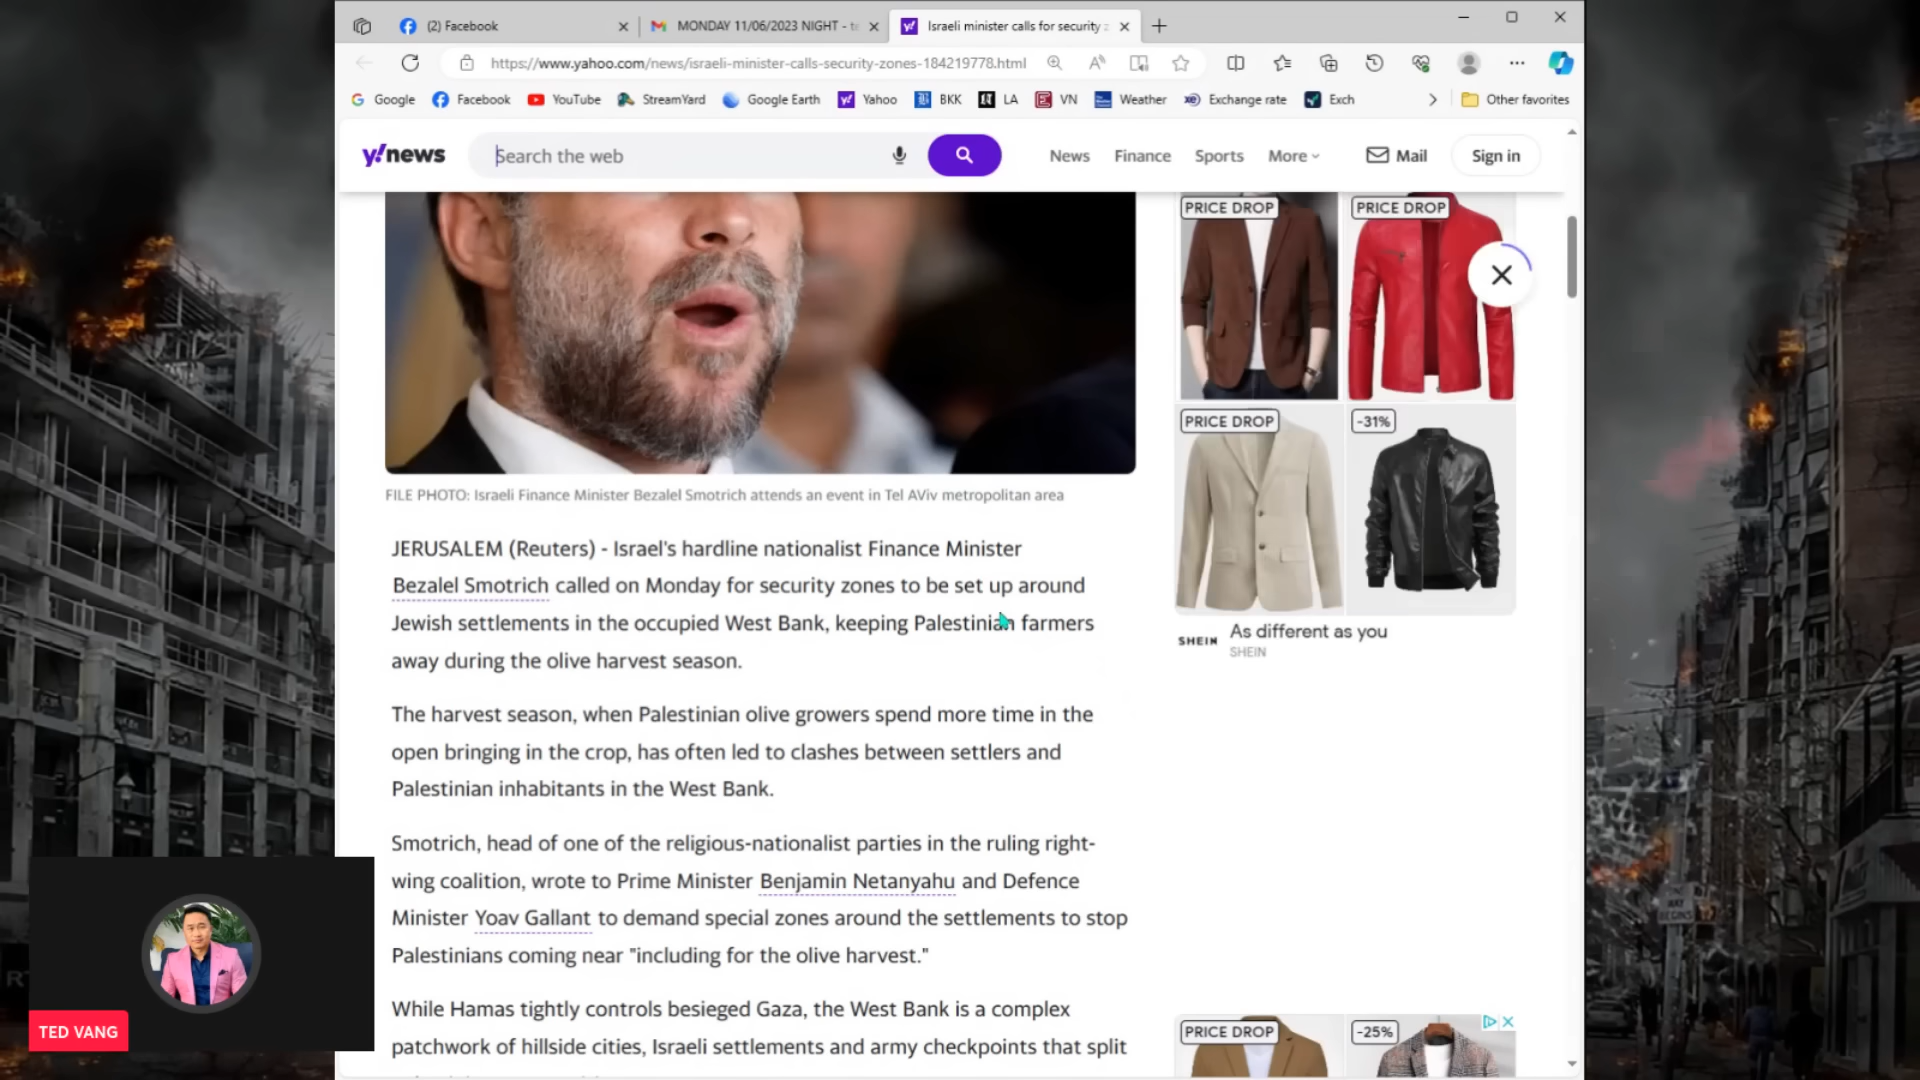 (2) Facebook
MONDAY 11/06/2023 NIGHT - te
Israeli minister calls for security z
https://www.yahoo.com/news/israeli-minister-calls-security-zones-184219778.html
Google
Facebook
YouTube
StreamYard
Google Earth
Yahoo
BKK
LA
VN
Weather
Exchange rate
Exch
Other favorites
y!news
Search the web
News
Finance
Sports
More
Mail
Sign in
PRICE DROP
PRICE DROP
PRICE DROP
-31%
SHEIN
As different as you
SHEIN
FILE PHOTO: Israeli Finance Minister Bezalel Smotrich attends an event in Tel AViv metropolitan area
JERUSALEM (Reuters) - Israel's hardline nationalist Finance Minister
Bezalel Smotrich called on Monday for security zones to be set up around
Jewish settlements in the occupied West Bank, keeping Palestinian farmers
away during the olive harvest season.
The harvest season, when Palestinian olive growers spend more time in the
open bringing in the crop, has often led to clashes between settlers and
Palestinian inhabitants in the West Bank.
Smotrich, head of one of the religious-nationalist parties in the ruling right-
wing coalition, wrote to Prime Minister Benjamin Netanyahu and Defence
Minister Yoav Gallant to demand special zones around the settlements to stop
Palestinians coming near "including for the olive harvest."
While Hamas tightly controls besieged Gaza, the West Bank is a complex
patchwork of hillside cities, Israeli settlements and army checkpoints that split
PRICE DROP
-25%
TED VANG